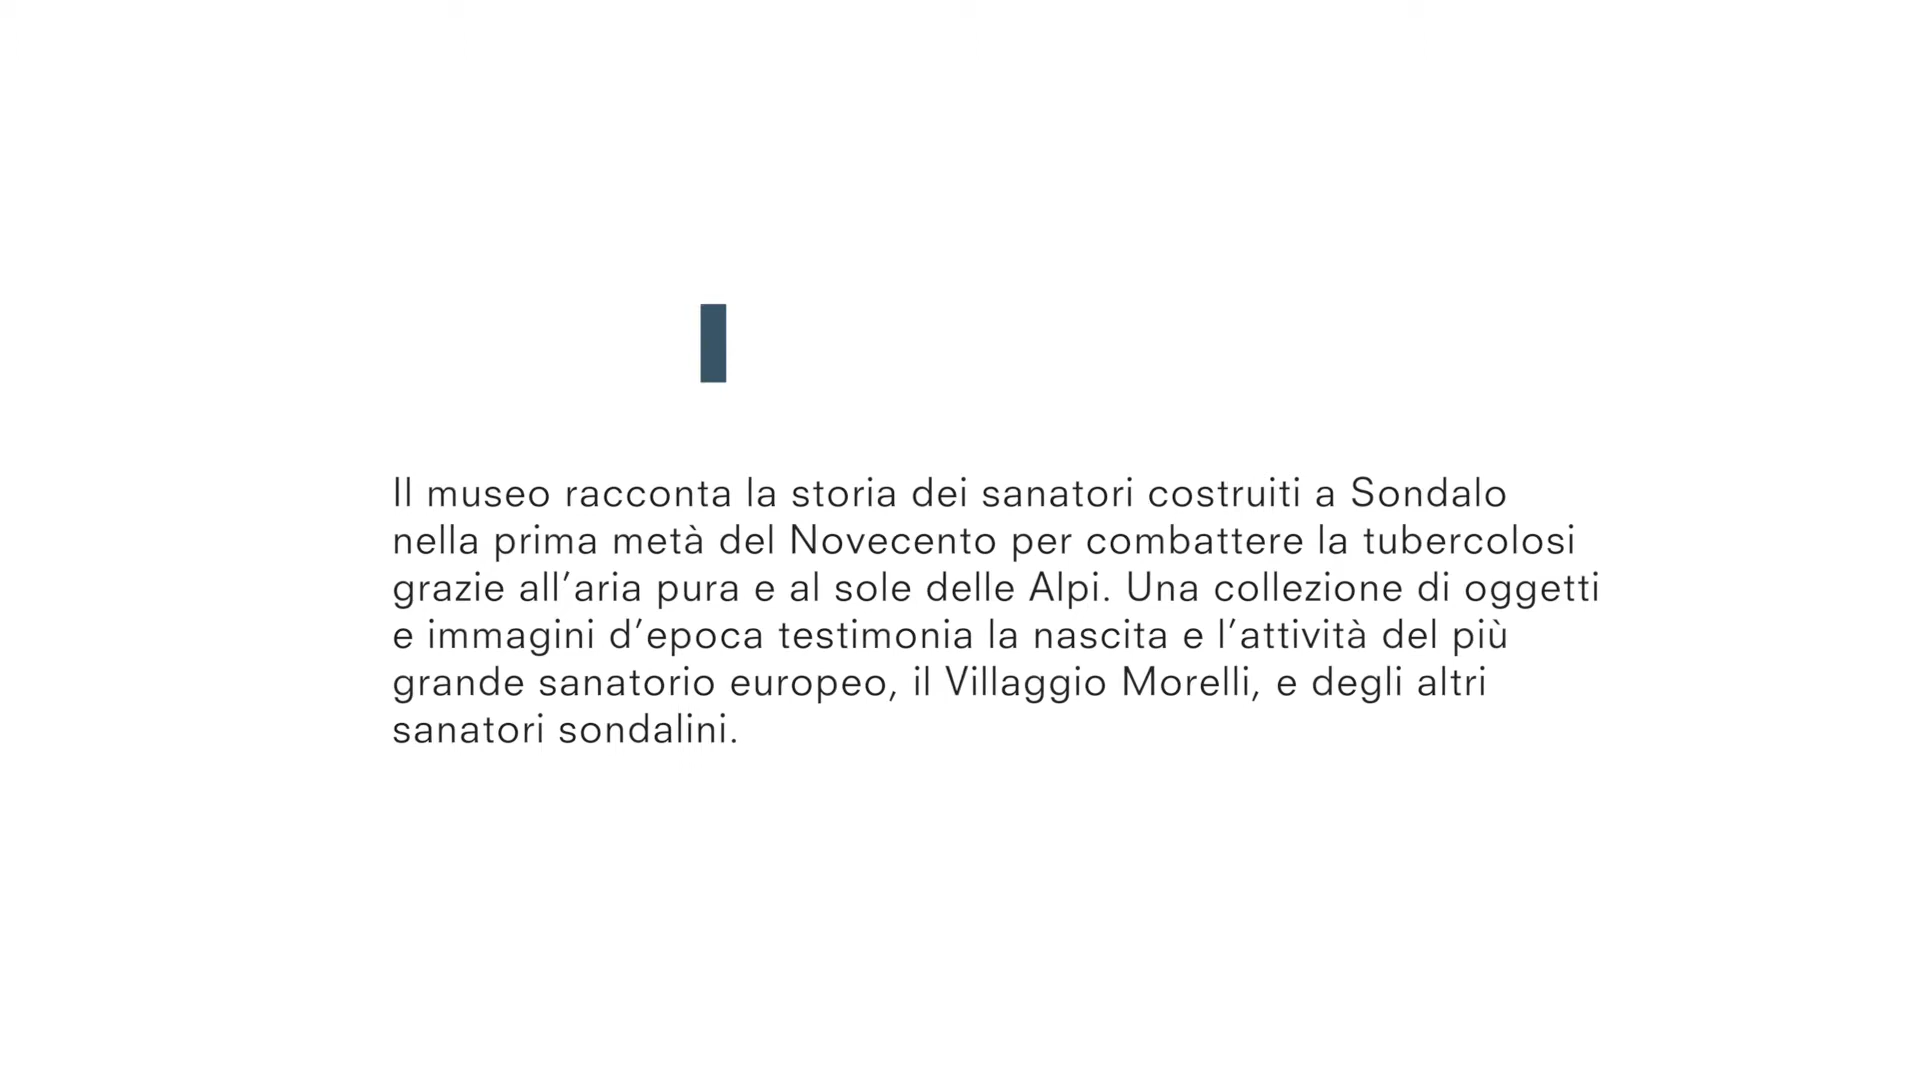 Il museo racconta la storia dei sanatori costruiti a Sondalo
nella prima metà del Novecento per combattere la tubercolosi
grazie all’aria pura e al sole delle Alpi. Una collezione di oggetti
e immagini d’epoca testimonia la nascita e l’attività del più
grande sanatorio europeo, il Villaggio Morelli, e degli altri
sanatori sondalini.